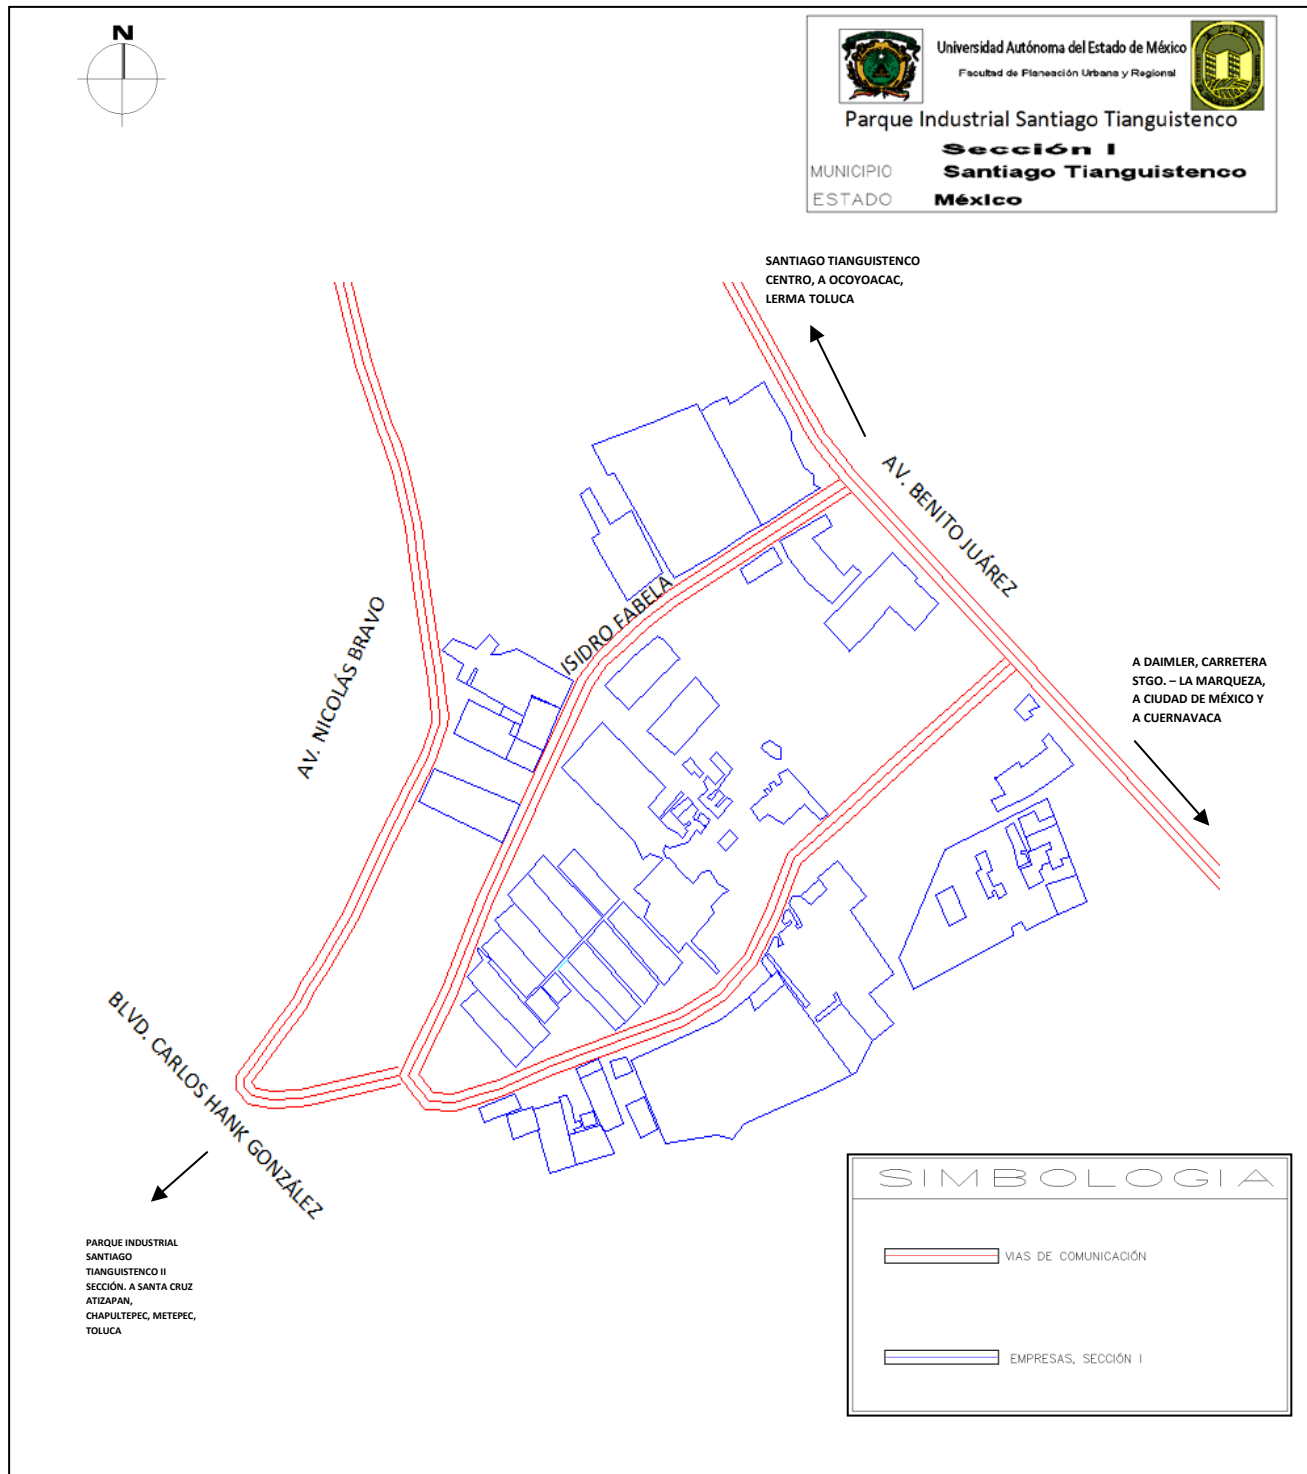 N
Universidad Autónoma del Estado de México
Facultad de Planeación Urbana y Regional
Parque Industrial Santiago Tianguistenco
Sección I
MUNICIPIO Santiago Tianguistenco
ESTADO México
SANTIAGO TIANGUISTENCO
CENTRO, A OCOYOACAC,
LERMA TOLUCA
AV. BENITO JUÁREZ
ISIDRO FABELA
AV. NICOLÁS BRAVO
A DAIMLER, CARRETERA
STGO. – LA MARQUEZA,
A CIUDAD DE MÉXICO Y
A CUERNAVACA
BLVD. CARLOS HANK GONZÁLEZ
PARQUE INDUSTRIAL
SANTIAGO
TIANGUISTENCO II
SECCIÓN. A SANTA CRUZ
ATIZAPAN,
CHAPULTEPEC, METEPEC,
TOLUCA
SIMBOLOGIA
VIAS DE COMUNICACIÓN
EMPRESAS, SECCIÓN I